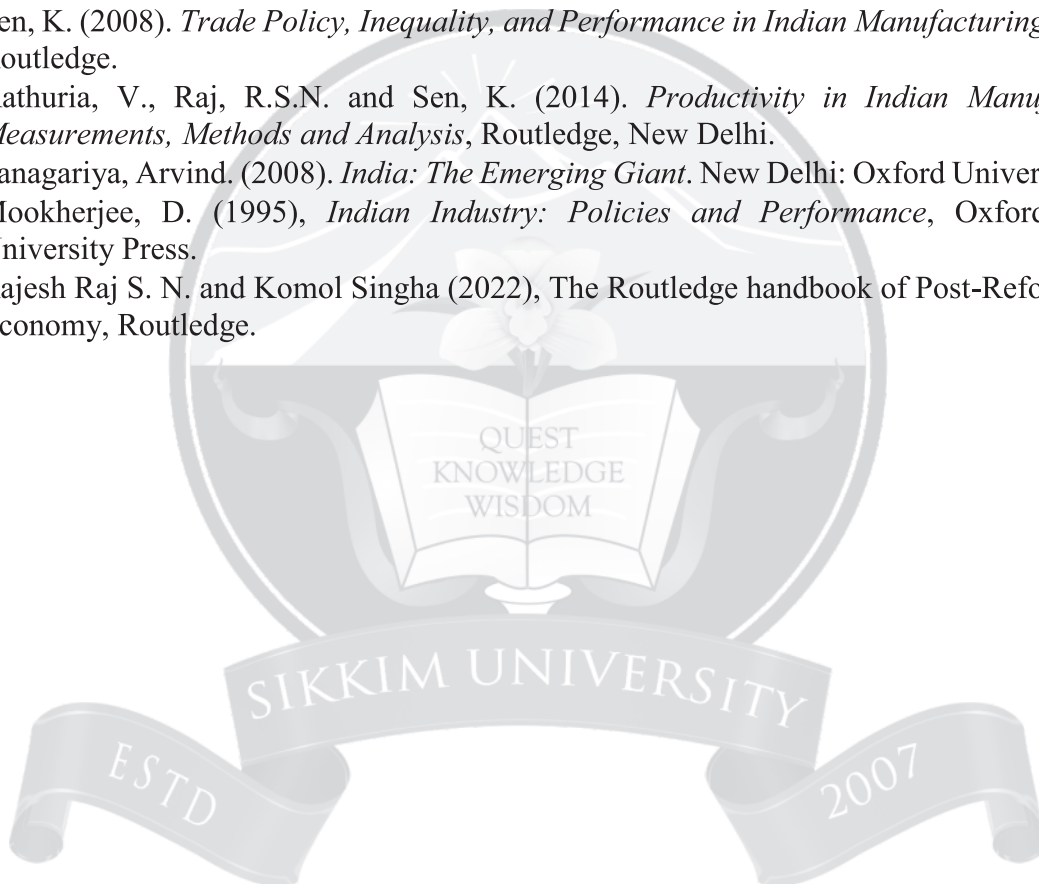 en, K. (2008). Trade Policy, Inequality, and Performance in Indian Manufacturing
outledge.
athuria, V., Raj, R.S.N. and Sen, K. (2014). Productivity in Indian Manu
Measurements, Methods and Analysis, Routledge, New Delhi.
anagariya, Arvind. (2008). India: The Emerging Giant. New Delhi: Oxford Univer
Mookherjee, D. (1995), Indian Industry: Policies and Performance, Oxford
University Press.
ajesh Raj S. N. and Komol Singha (2022), The Routledge handbook of Post-Refo
conomy, Routledge.
QUEST
KNOWLEDGE
WISDOM
SIKKIM UNIVERSITY
ESTD
2007